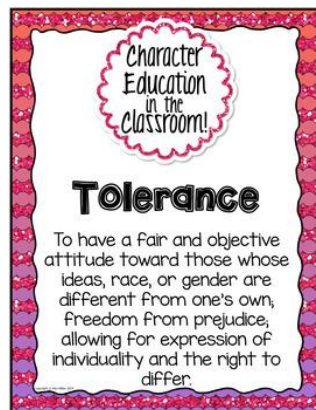 Character
Education
in the
Classroom!
Tolerance
To have a fair and objective
attitude toward those whose
ideas, race, or gender are
different from one's own;
freedom from prejudice;
allowing for expression of
individuality and the right to
differ.